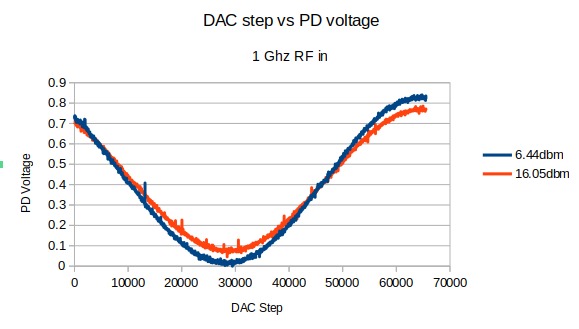 DAC step vs PD voltage
1 Ghz RF in
0.9
0.8
0.7
0.6
0.5
0.4
0.3
0.2
0.1
0
PD Voltage
0 10000 20000 30000 40000 50000 60000 70000
DAC Step
6.44dbm
16.05dbm